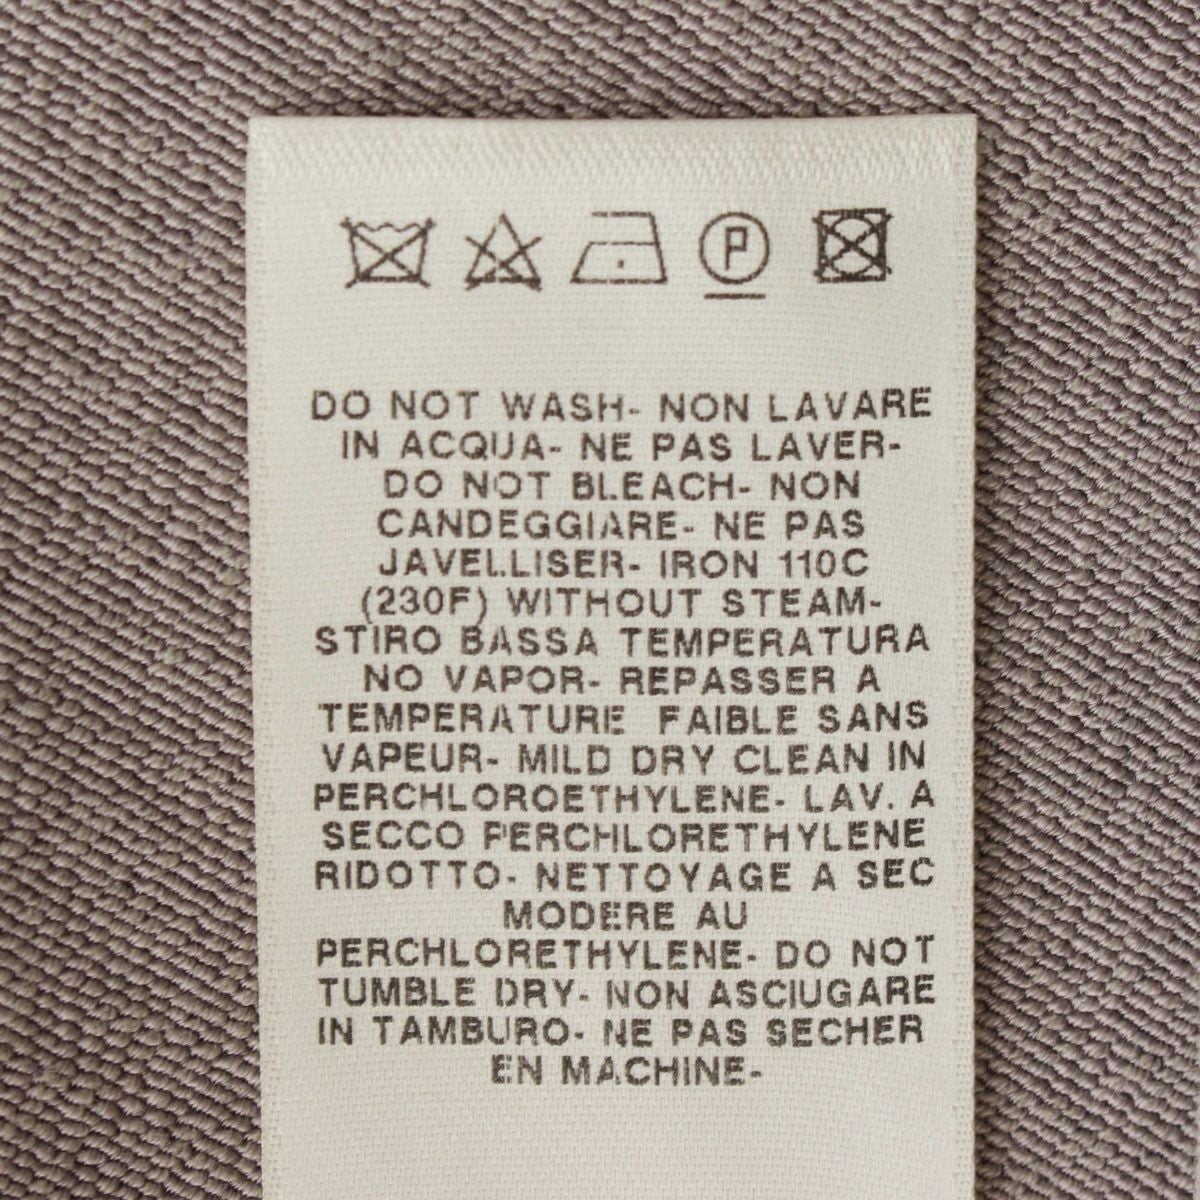 P
DO NOT WASH- NON LAVARE
IN ACQUA- NE PAS LAVER-
DO NOT BLEACH- NON
CANDEGGIARE- NE PAS
JAVELLISER- IRON 110C
(230F) WITHOUT STEAM-
STIRO BASSA TEMPERATURA
NO VAPOR- REPASSER A
TEMPERATURE FAIBLE SANS
VAPEUR- MILD DRY CLEAN IN
PERCHLOROETHYLENE- LAV. A
SECCO PERCHLORETHYLENE
RIDOTTO- NETTOYAGE A SEC
MODERE AU
PERCHLORETHYLENE- DO NOT
TUMBLE DRY- NON ASCIUGARE
IN TAMBURO- NE PAS SECHER
EN MACHINE-